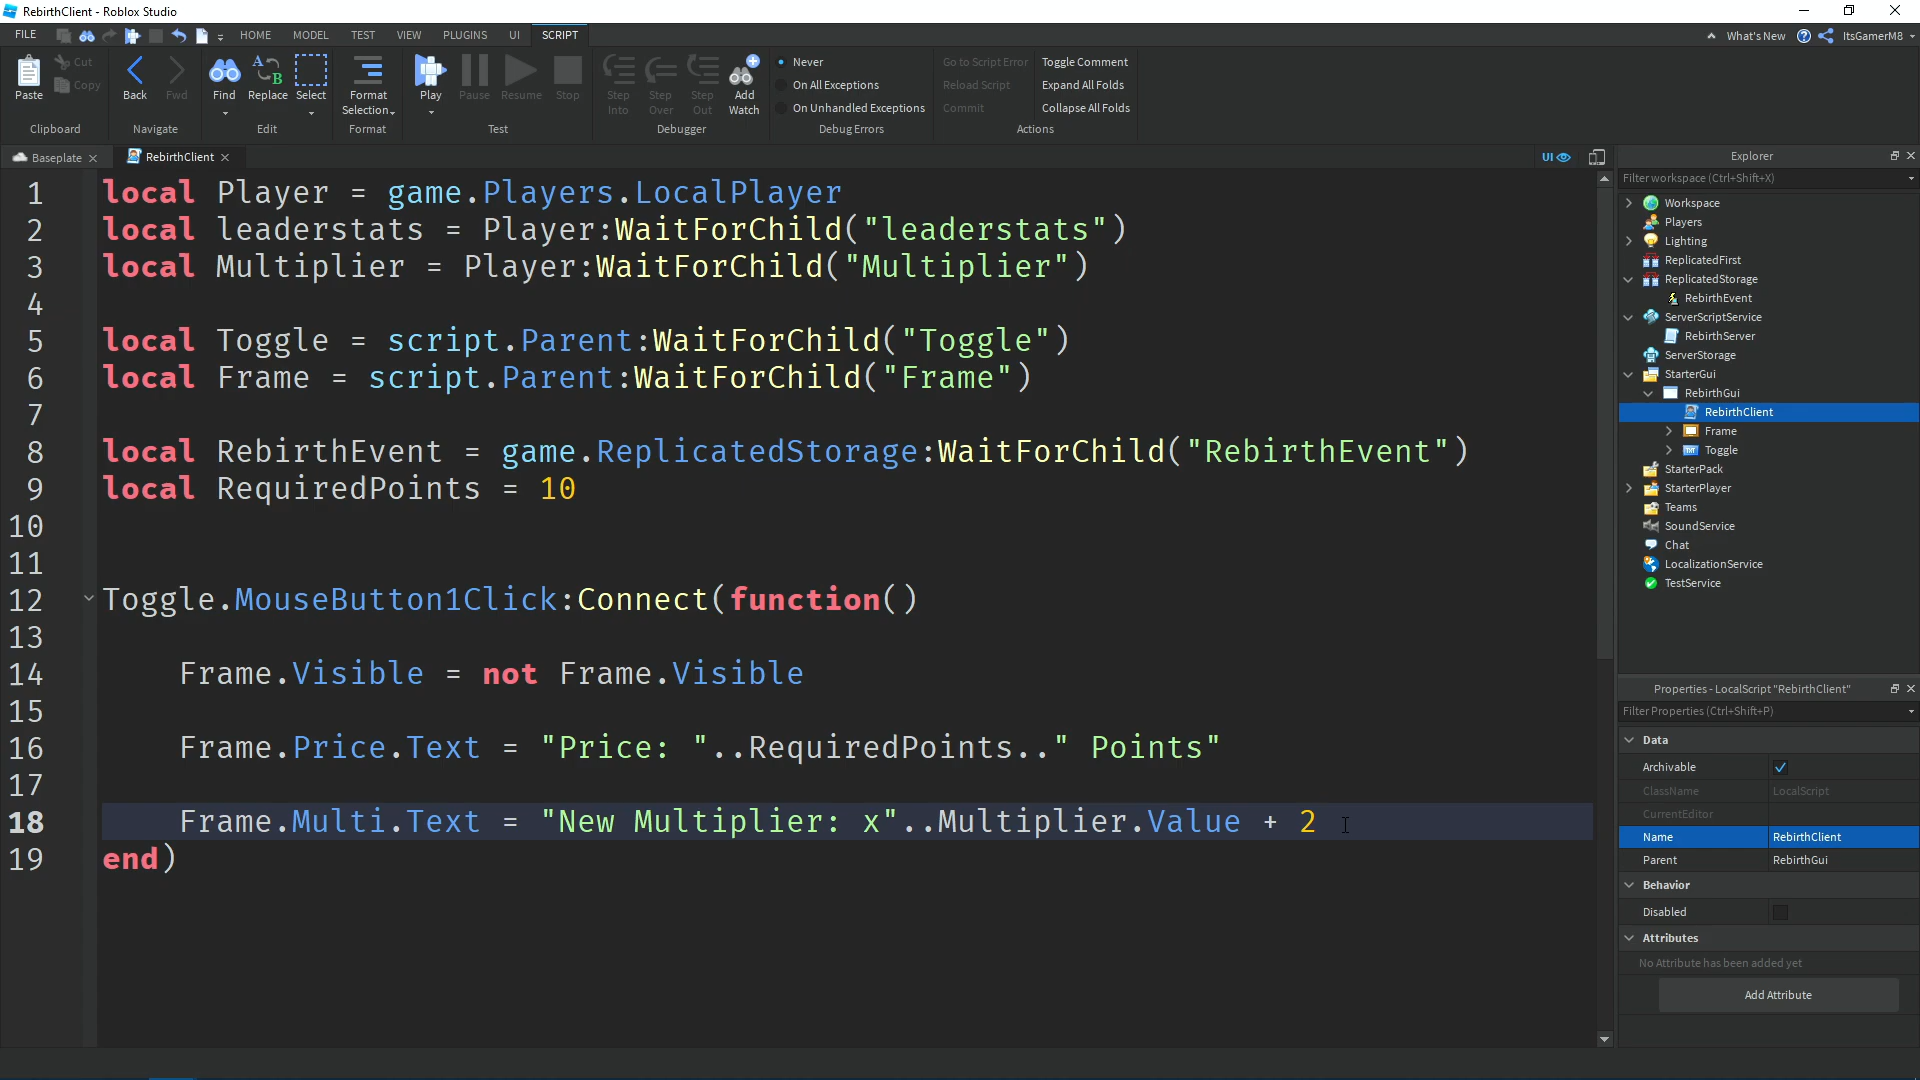 RebirthClient - Roblox Studio
FILE HOME MODEL TEST VIEW PLUGINS UI SCRIPT What's New ItsGamerM8
Paste Cut Copy Clipboard
Back Fwd Navigate
Find Replace Select Edit
Format Selection Format
Play Pause Resume Stop Test
Step Into Step Over Step Out Add Watch Debugger
Never
On All Exceptions
On Unhandled Exceptions
Debug Errors
Go to Script Error Toggle Comment
Reload Script Expand All Folds
Commit Collapse All Folds
Actions
Baseplate RebirthClient UI
1 local Player = game.Players.LocalPlayer
2 local leaderstats = Player:WaitForChild("leaderstats")
3 local Multiplier = Player:WaitForChild("Multiplier")
4
5 local Toggle = script.Parent:WaitForChild("Toggle")
6 local Frame = script.Parent:WaitForChild("Frame")
7
8 local RebirthEvent = game.ReplicatedStorage:WaitForChild("RebirthEvent")
9 local RequiredPoints = 10
10
11
12 Toggle.MouseButton1Click:Connect(function()
13
14 Frame.Visible = not Frame.Visible
15
16 Frame.Price.Text = "Price: "..RequiredPoints.." Points"
17
18 Frame.Multi.Text = "New Multiplier: x"..Multiplier.Value + 2
19 end)
Explorer
Filter workspace (Ctrl+Shift+X)
Workspace
Players
Lighting
ReplicatedFirst
ReplicatedStorage
RebirthEvent
ServerScriptService
RebirthServer
ServerStorage
StarterGui
RebirthGui
RebirthClient
Frame
Toggle
StarterPack
StarterPlayer
Teams
SoundService
Chat
LocalizationService
TestService
Properties - LocalScript "RebirthClient"
Filter Properties (Ctrl+Shift+P)
Data
Archivable
ClassName LocalScript
CurrentEditor
Name RebirthClient
Parent RebirthGui
Behavior
Disabled
Attributes
No Attribute has been added yet
Add Attribute